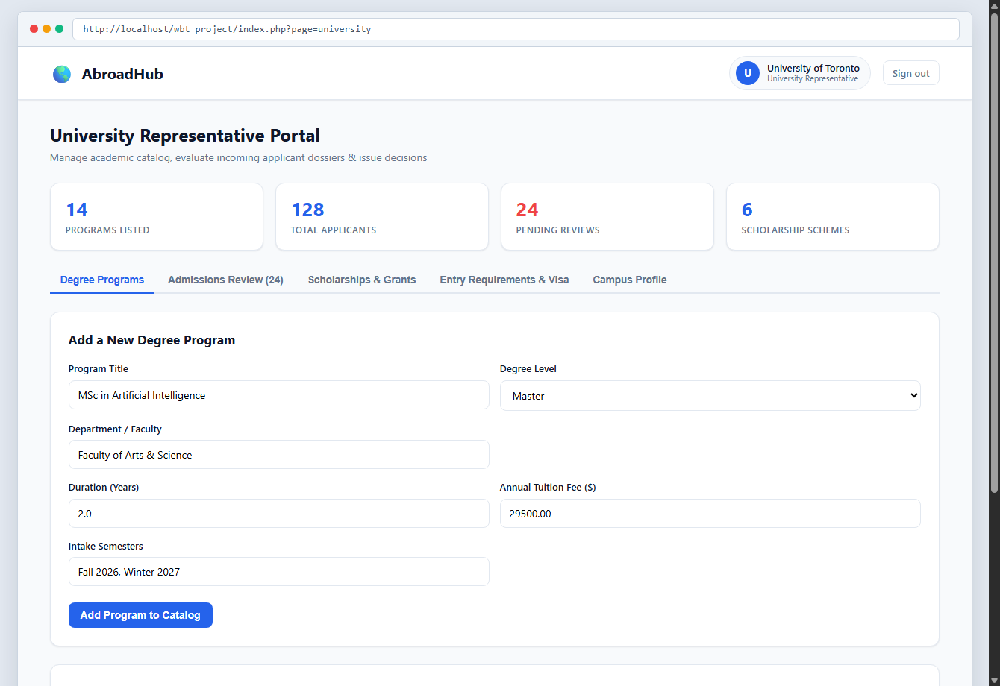 http://localhost/wbt_project/index.php?page=university
AbroadHub
U
University of Toronto
University Representative
Sign out
University Representative Portal
Manage academic catalog, evaluate incoming applicant dossiers & issue decisions
14
PROGRAMS LISTED
128
TOTAL APPLICANTS
24
PENDING REVIEWS
6
SCHOLARSHIP SCHEMES
Degree Programs
Admissions Review (24)
Scholarships & Grants
Entry Requirements & Visa
Campus Profile
Add a New Degree Program
Program Title
MSc in Artificial Intelligence
Degree Level
Master
Department / Faculty
Faculty of Arts & Science
Duration (Years)
2.0
Annual Tuition Fee ($)
29500.00
Intake Semesters
Fall 2026, Winter 2027
Add Program to Catalog